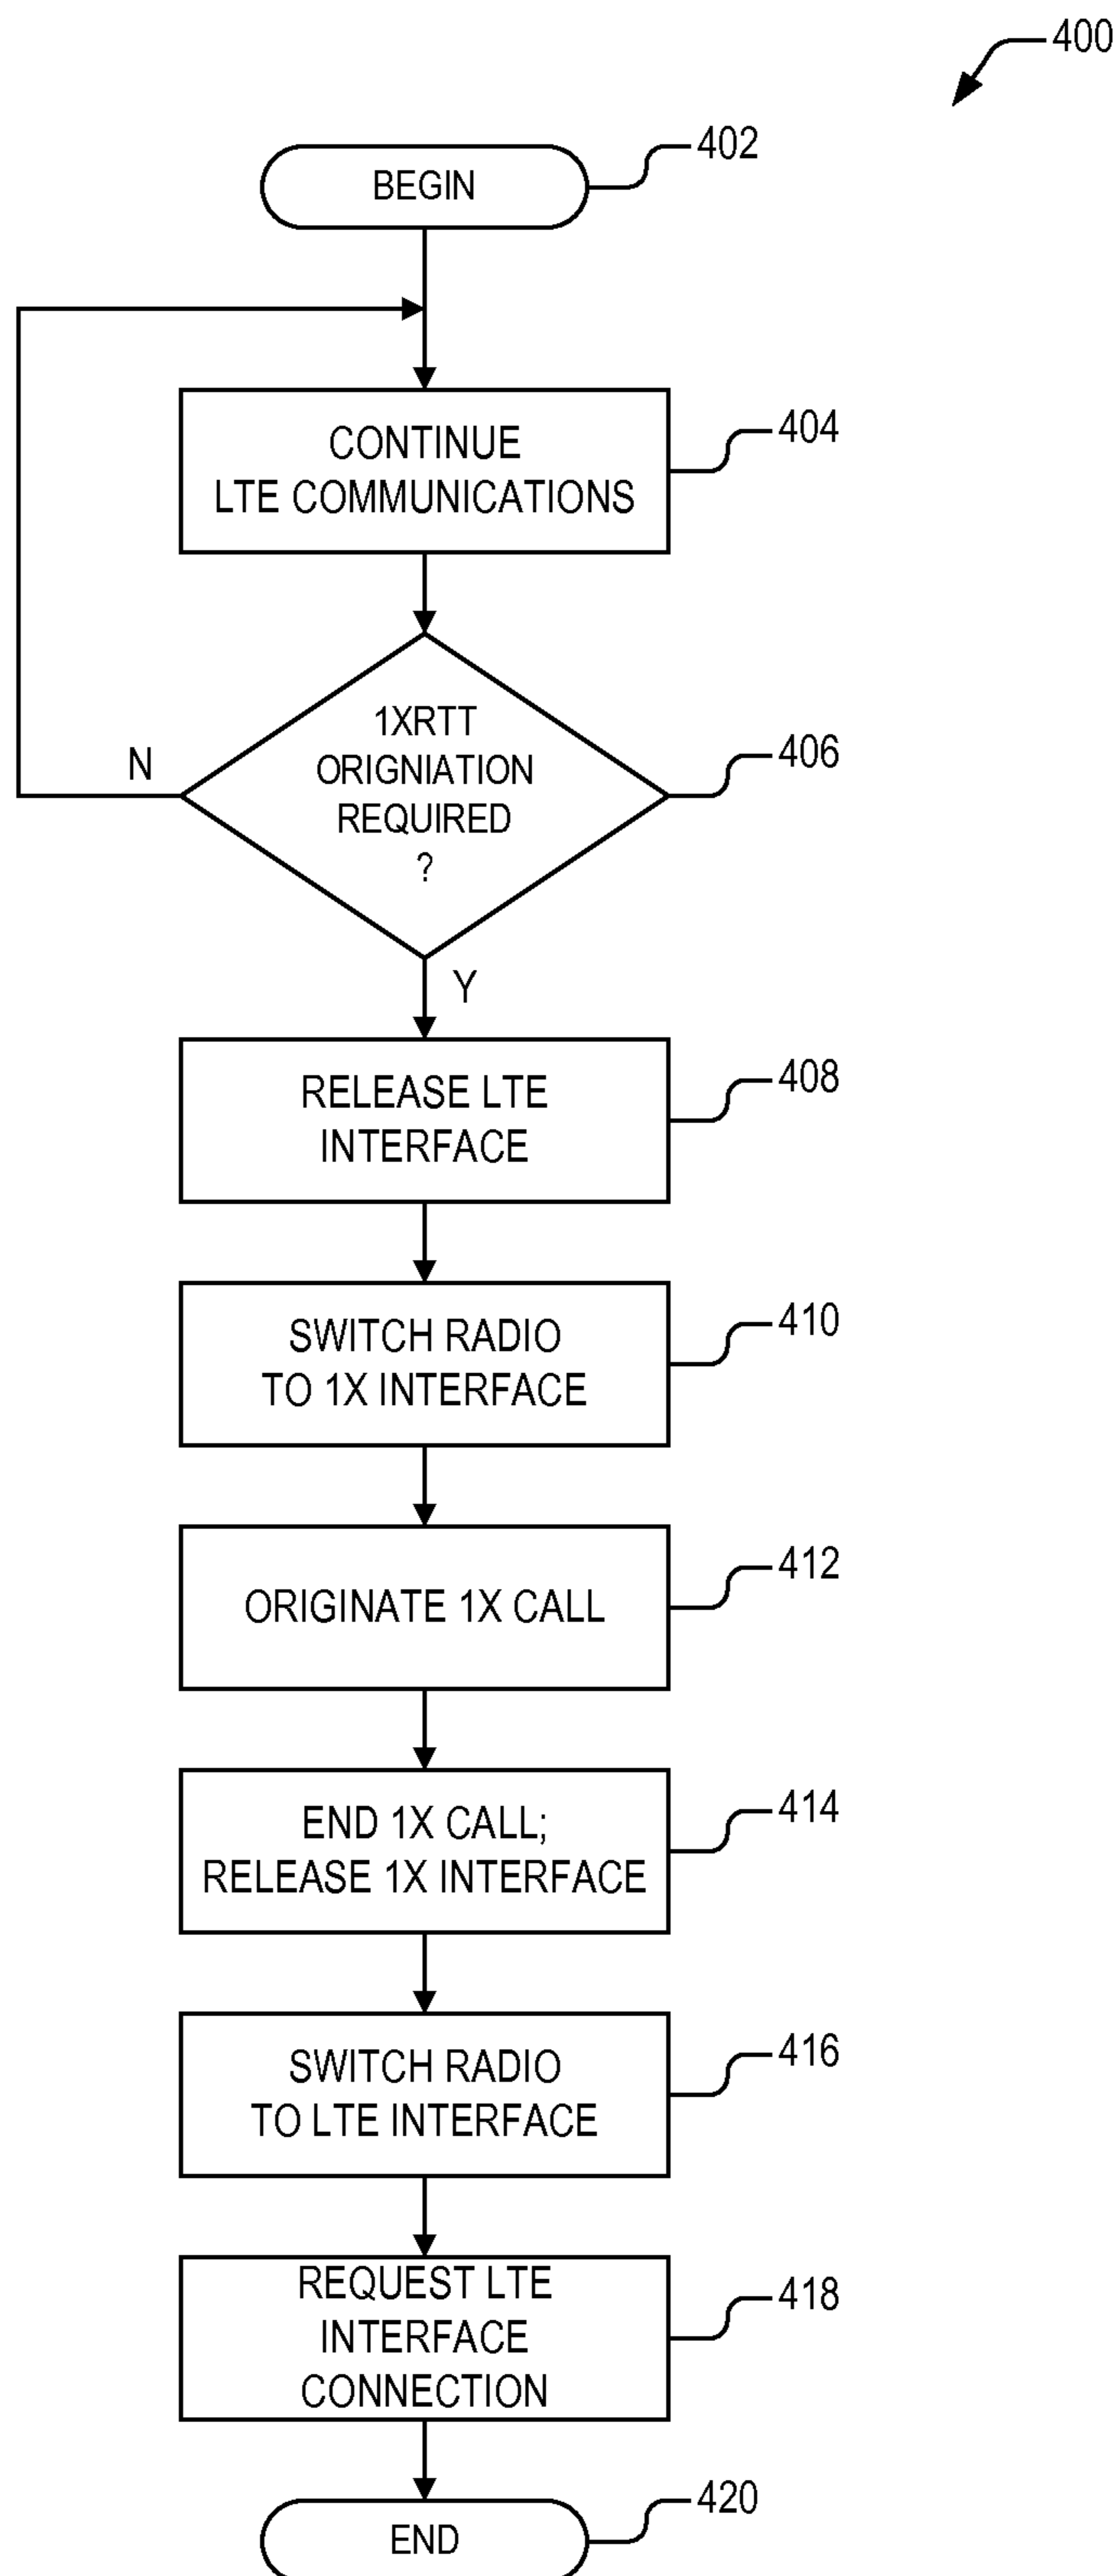 400
402
BEGIN
CONTINUE
LTE COMMUNICATIONS
404
1XRTT
ORIGNIATION
REQUIRED
?
406
N
Y
RELEASE LTE
INTERFACE
408
SWITCH RADIO
TO 1X INTERFACE
410
ORIGINATE 1X CALL
412
END 1X CALL;
RELEASE 1X INTERFACE
414
SWITCH RADIO
TO LTE INTERFACE
416
REQUEST LTE
INTERFACE
CONNECTION
418
END
420